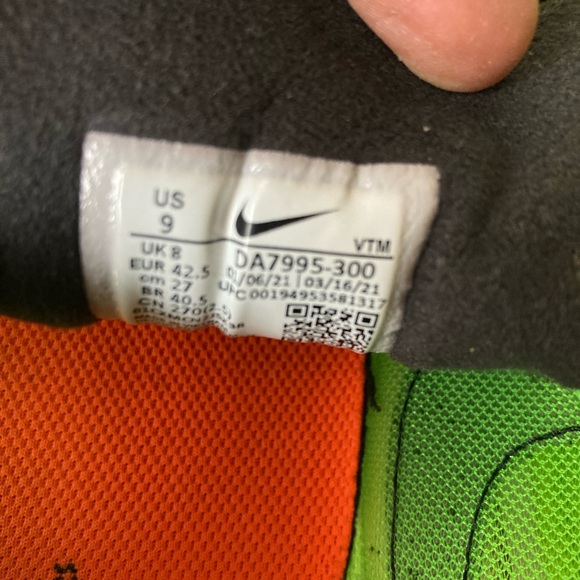 US
9
VTM
UK 8
DA7995-300
EUR 42.5
01/06/21 | 03/16/21
cm 27
UPC 00194953581317
BR 40.5